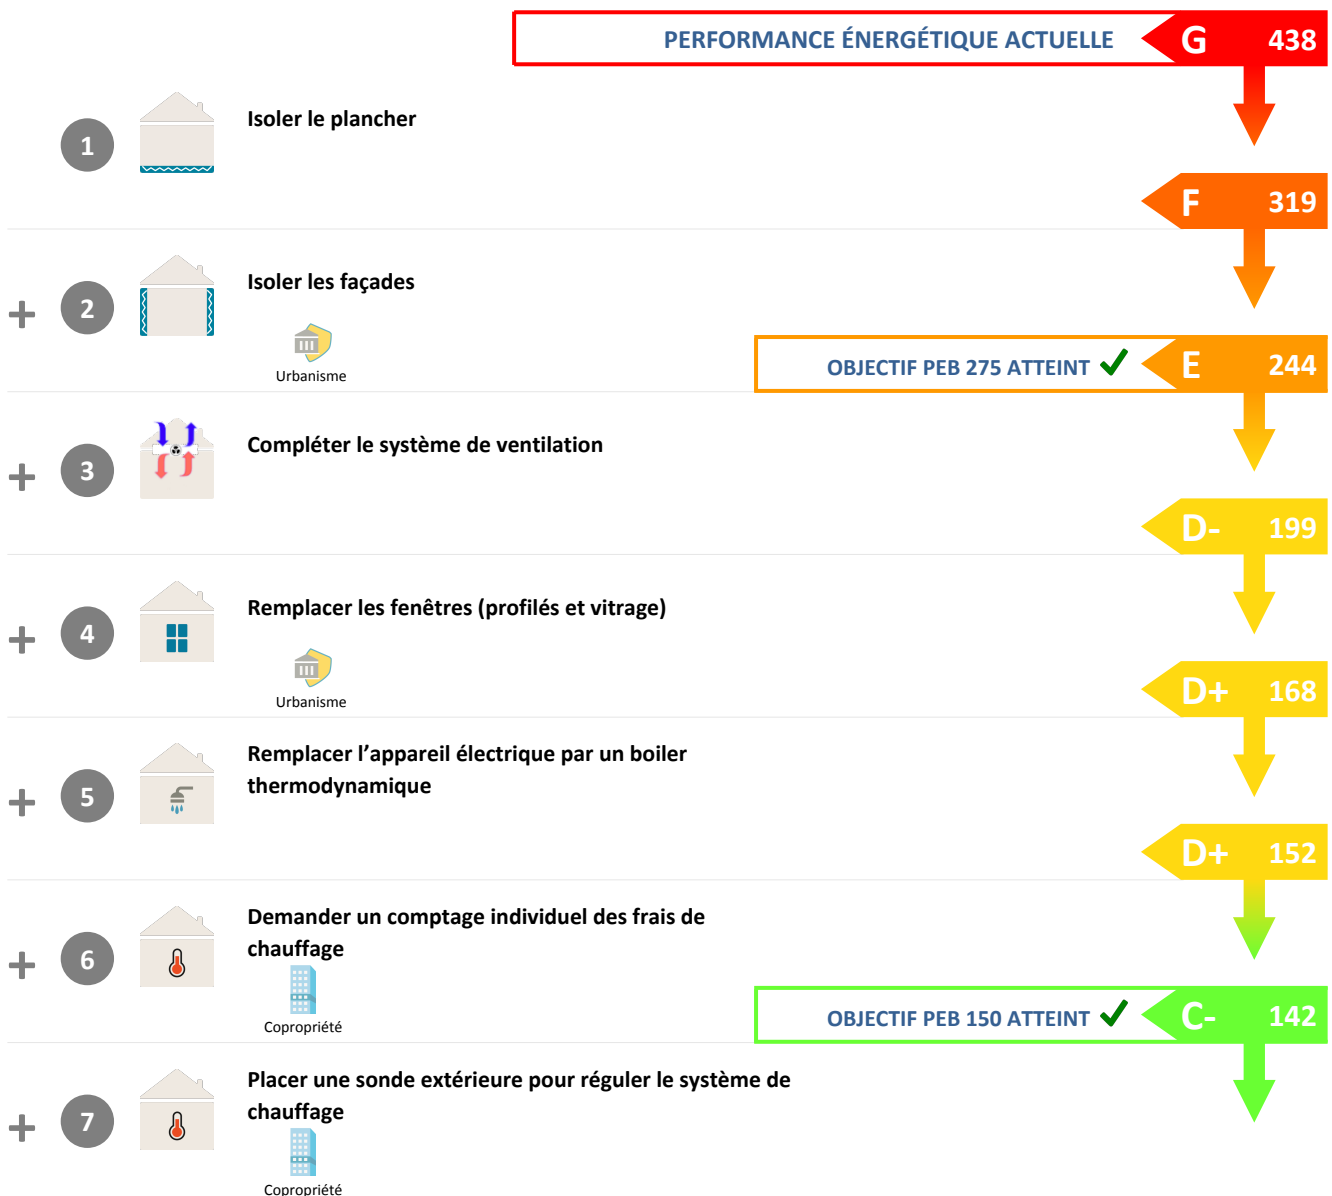 PERFORMANCE ÉNERGÉTIQUE ACTUELLE G 438
1 Isoler le plancher
F 319
+ 2 Isoler les façades
Urbanisme
OBJECTIF PEB 275 ATTEINT E 244
+ 3 Compléter le système de ventilation
D- 199
+ 4 Remplacer les fenêtres (profilés et vitrage)
Urbanisme
D+ 168
+ 5 Remplacer l’appareil électrique par un boiler
thermodynamique
D+ 152
+ 6 Demander un comptage individuel des frais de
chauffage
Copropriété
OBJECTIF PEB 150 ATTEINT C- 142
+ 7 Placer une sonde extérieure pour réguler le système de
chauffage
Copropriété